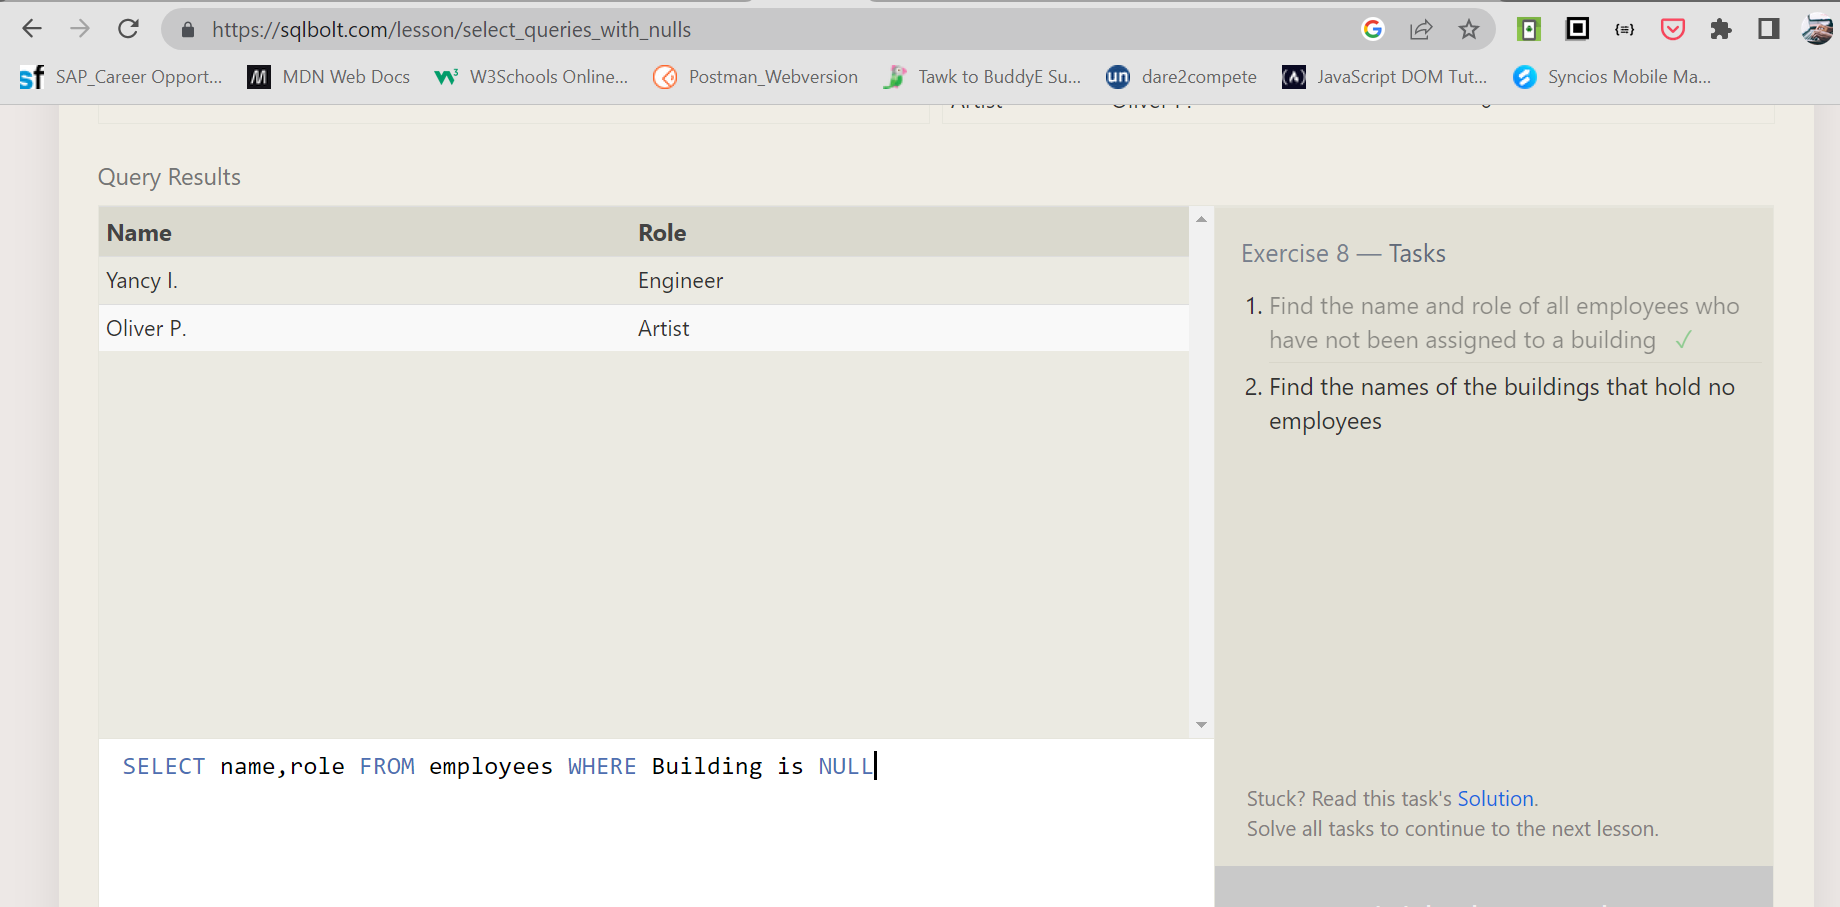 https://sqlbolt.com/lesson/select_queries_with_nulls
SAP_Career Opport... MDN Web Docs W3Schools Online... Postman_Webversion Tawk to BuddyE Su... dare2compete JavaScript DOM Tut... Syncios Mobile Ma...
Query Results
Name Role
Yancy I. Engineer
Oliver P. Artist
SELECT name,role FROM employees WHERE Building is NULL
Exercise 8 — Tasks
1. Find the name and role of all employees who
have not been assigned to a building ✓
2. Find the names of the buildings that hold no
employees
Stuck? Read this task's Solution.
Solve all tasks to continue to the next lesson.